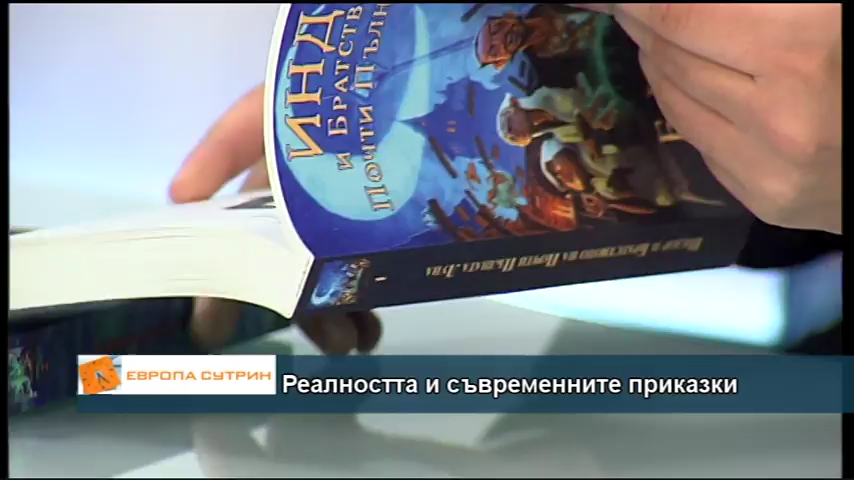 ИНД
и Братств
Почти Пълн
ЕВРОПА СУТРИН
Реалността и съвременните приказки